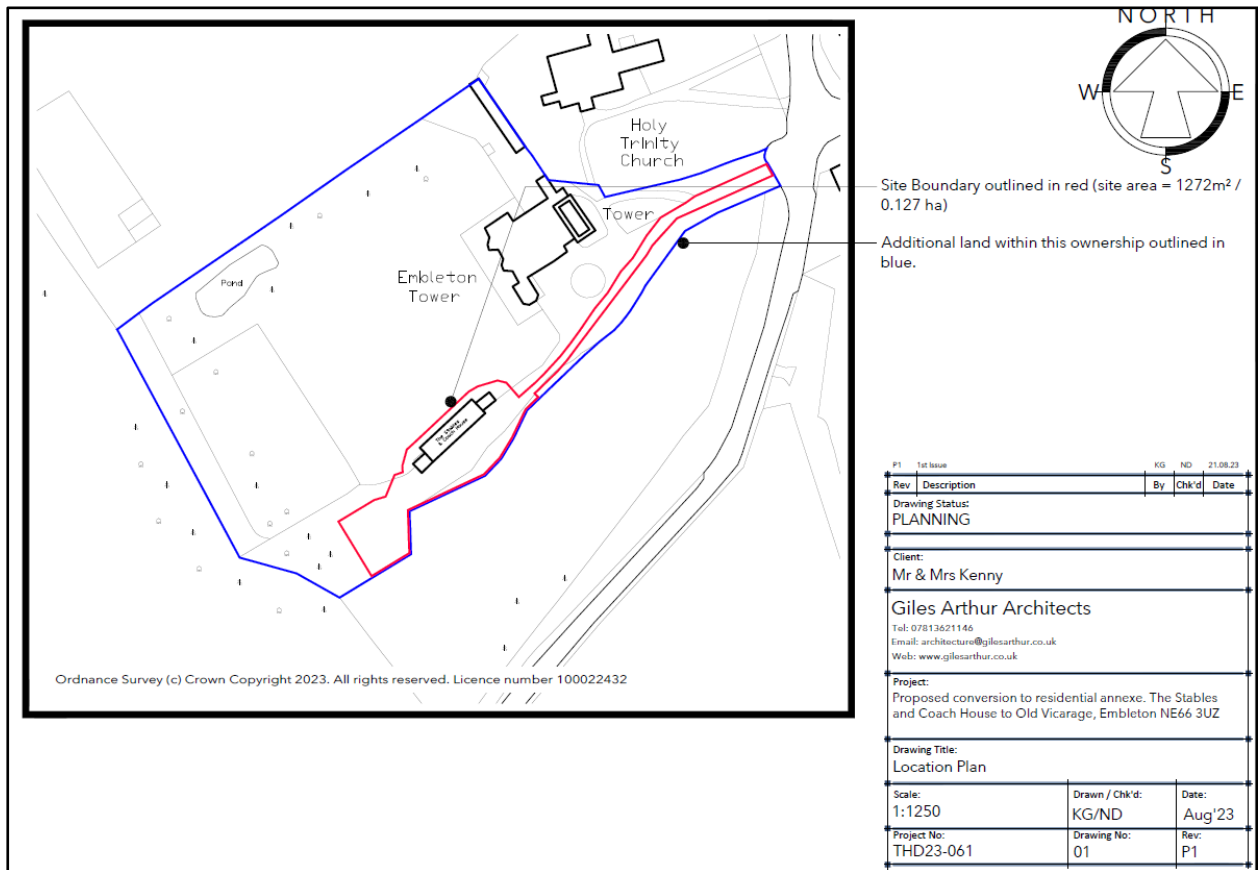 NORTH
W
E
S
Holy
Trinity
Church
Tower
Embleton
Tower
Pond
The Stables
& Coach House
Site Boundary outlined in red (site area = 1272m² /
0.127 ha)
Additional land within this ownership outlined in
blue.
Ordnance Survey (c) Crown Copyright 2023. All rights reserved. Licence number 100022432
P1 1st Issue KG ND 21.08.23
Rev Description By Chk'd Date
Drawing Status:
PLANNING
Client:
Mr & Mrs Kenny
Giles Arthur Architects
Tel: 07813621146
Email: architecture@gilesarthur.co.uk
Web: www.gilesarthur.co.uk
Project:
Proposed conversion to residential annexe. The Stables
and Coach House to Old Vicarage, Embleton NE66 3UZ
Drawing Title:
Location Plan
Scale: Drawn / Chk'd: Date:
1:1250 KG/ND Aug'23
Project No: Drawing No: Rev:
THD23-061 01 P1